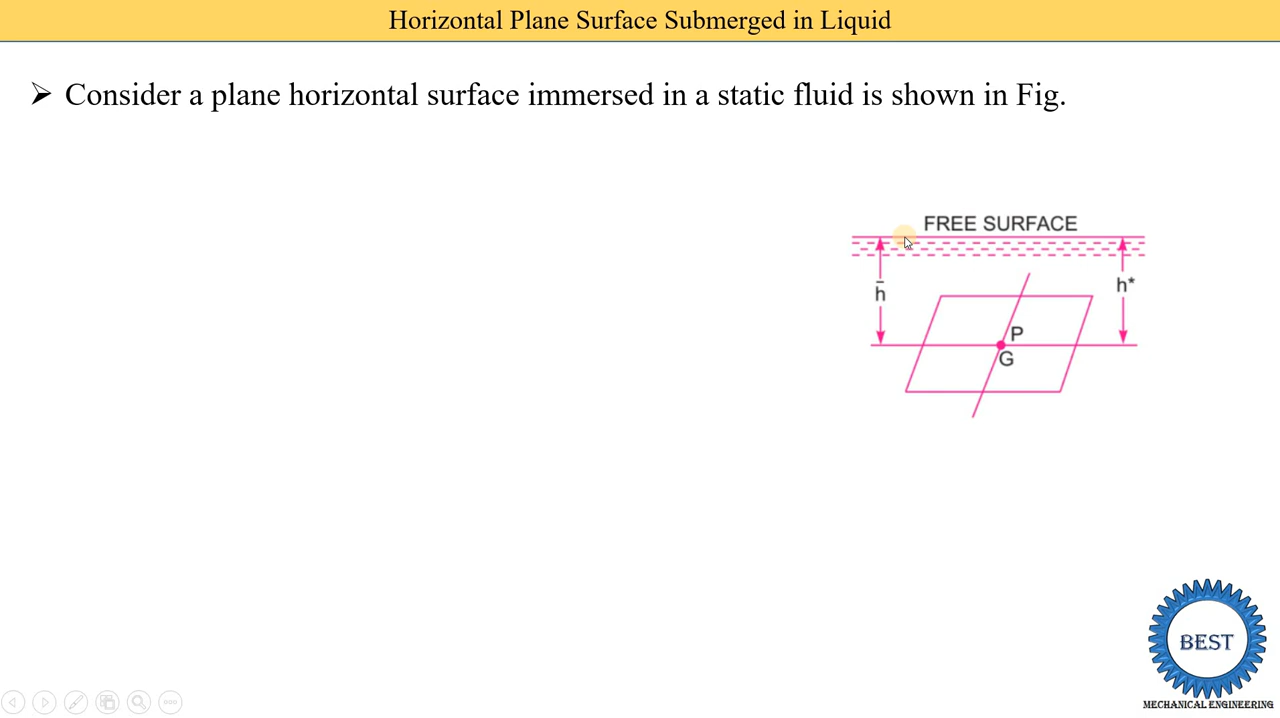 Horizontal Plane Surface Submerged in Liquid
Consider a plane horizontal surface immersed in a static fluid is shown in Fig.
FREE SURFACE
h̄
h*
P
G
BEST
MECHANICAL ENGINEERING